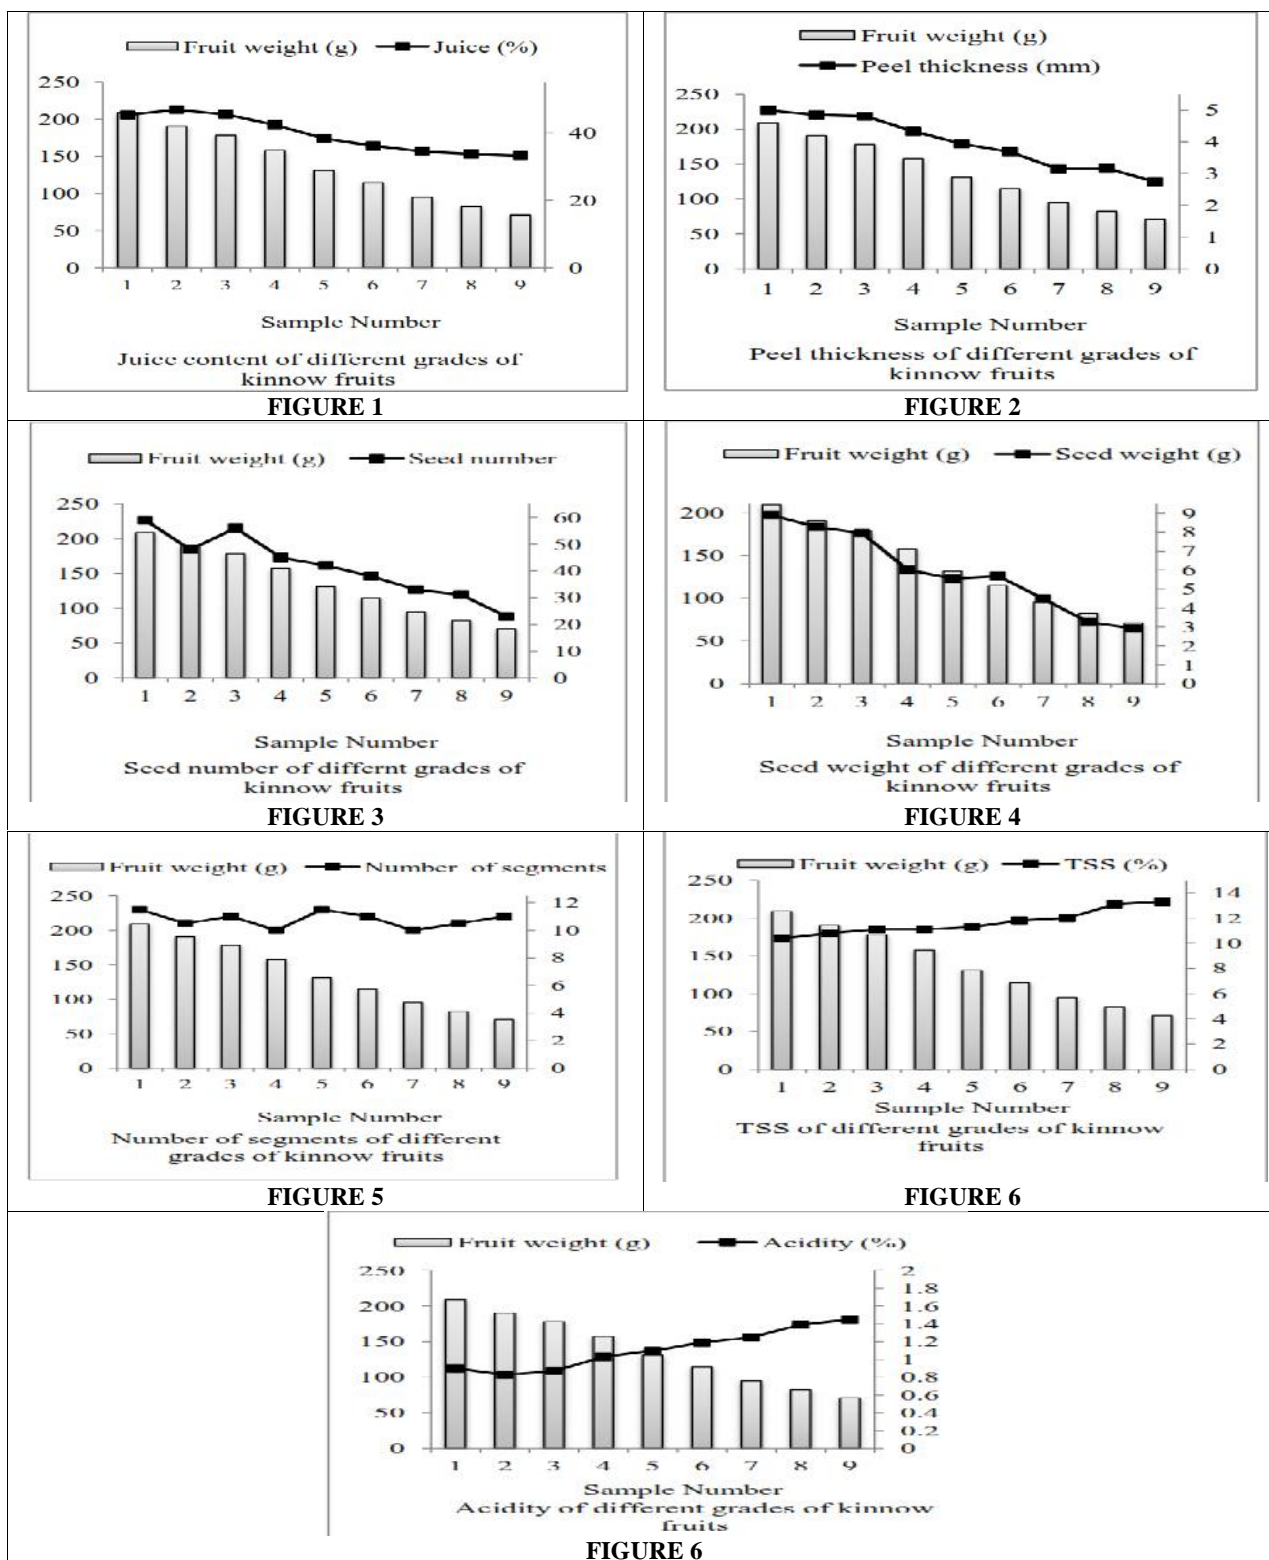 Fruit weight (g) Juice (%)
250
200
150
100
50
0
40
20
0
1 2 3 4 5 6 7 8 9
Sample Number
Juice content of different grades of
kinnow fruits
FIGURE 1
Fruit weight (g)
Peel thickness (mm)
250
200
150
100
50
0
5
4
3
2
1
0
1 2 3 4 5 6 7 8 9
Sample Number
Peel thickness of different grades of
kinnow fruits
FIGURE 2
Fruit weight (g) Seed number
250
200
150
100
50
0
60
50
40
30
20
10
0
1 2 3 4 5 6 7 8 9
Sample Number
Seed number of differnt grades of
kinnow fruits
FIGURE 3
Fruit weight (g) Seed weight (g)
200
150
100
50
0
9
8
7
6
5
4
3
2
1
0
1 2 3 4 5 6 7 8 9
Sample Number
Seed weight of different grades of
kinnow fruits
FIGURE 4
Fruit weight (g) Number of segments
250
200
150
100
50
0
12
10
8
6
4
2
0
1 2 3 4 5 6 7 8 9
Sample Number
Number of segments of different
grades of kinnow fruits
FIGURE 5
Fruit weight (g) TSS (%)
250
200
150
100
50
0
14
12
10
8
6
4
2
0
1 2 3 4 5 6 7 8 9
Sample Number
TSS of different grades of kinnow
fruits
FIGURE 6
Fruit weight (g) Acidity (%)
250
200
150
100
50
0
2
1.8
1.6
1.4
1.2
1
0.8
0.6
0.4
0.2
0
1 2 3 4 5 6 7 8 9
Sample Number
Acidity of different grades of kinnow
fruits
FIGURE 6